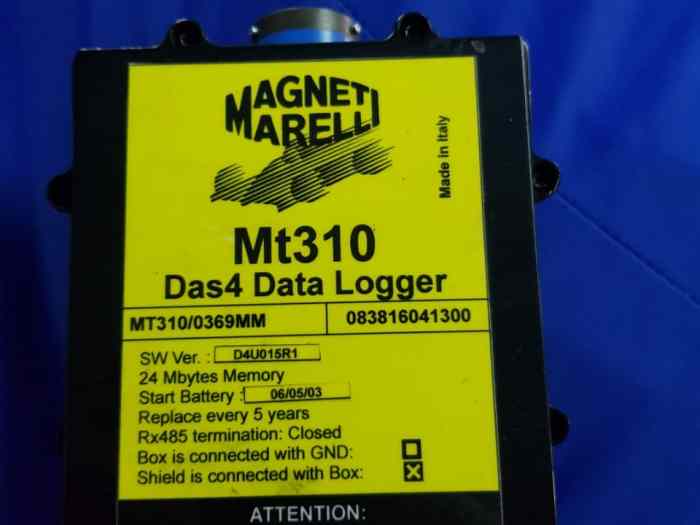 MAGNETI
MARELLI
Made in Italy
Mt310
Das4 Data Logger
MT310/0369MM 083816041300
SW Ver. : D4U015R1
24 Mbytes Memory
Start Battery : 06/05/03
Replace every 5 years
Rx485 termination: Closed
Box is connected with GND:
Shield is connected with Box:
ATTENTION: